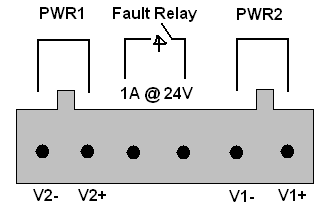 PWR1 Fault Relay PWR2
1A @ 24V
V2- V2+ V1- V1+